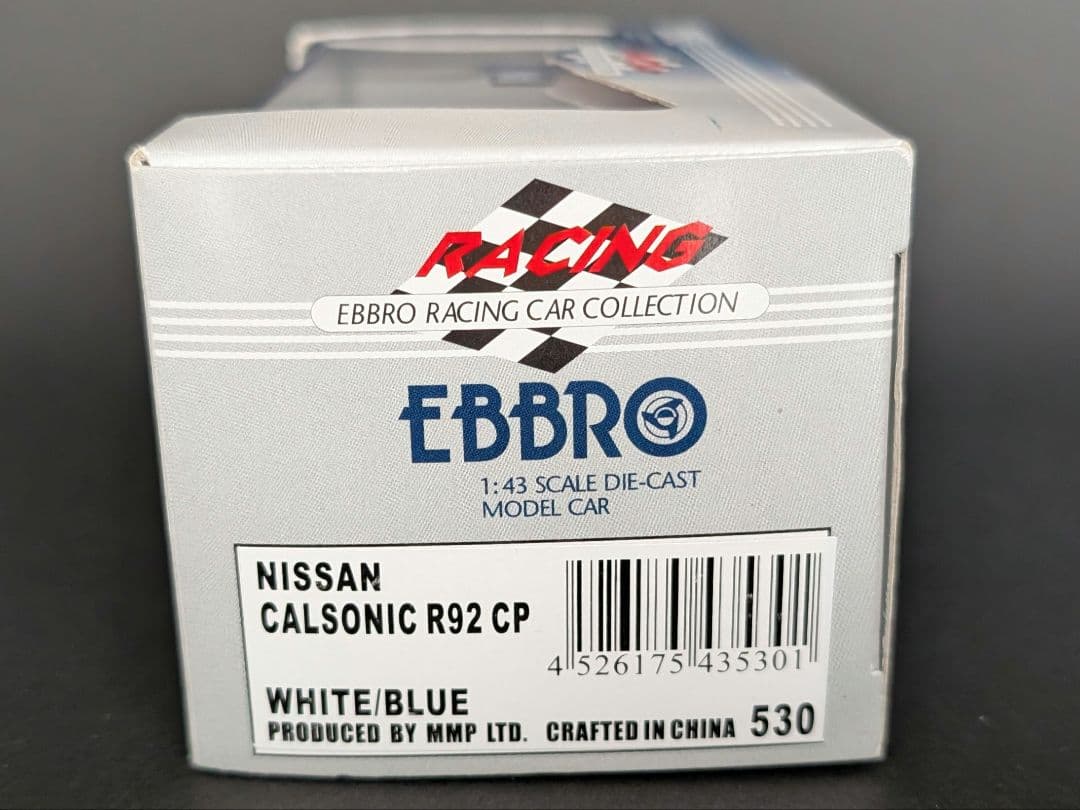 RACING
EBBRO RACING CAR COLLECTION
EBBRO
1:43 SCALE DIE-CAST
MODEL CAR
NISSAN
CALSONIC R92 CP
4 526175 435301
WHITE/BLUE
PRODUCED BY MMP LTD. CRAFTED IN CHINA 530